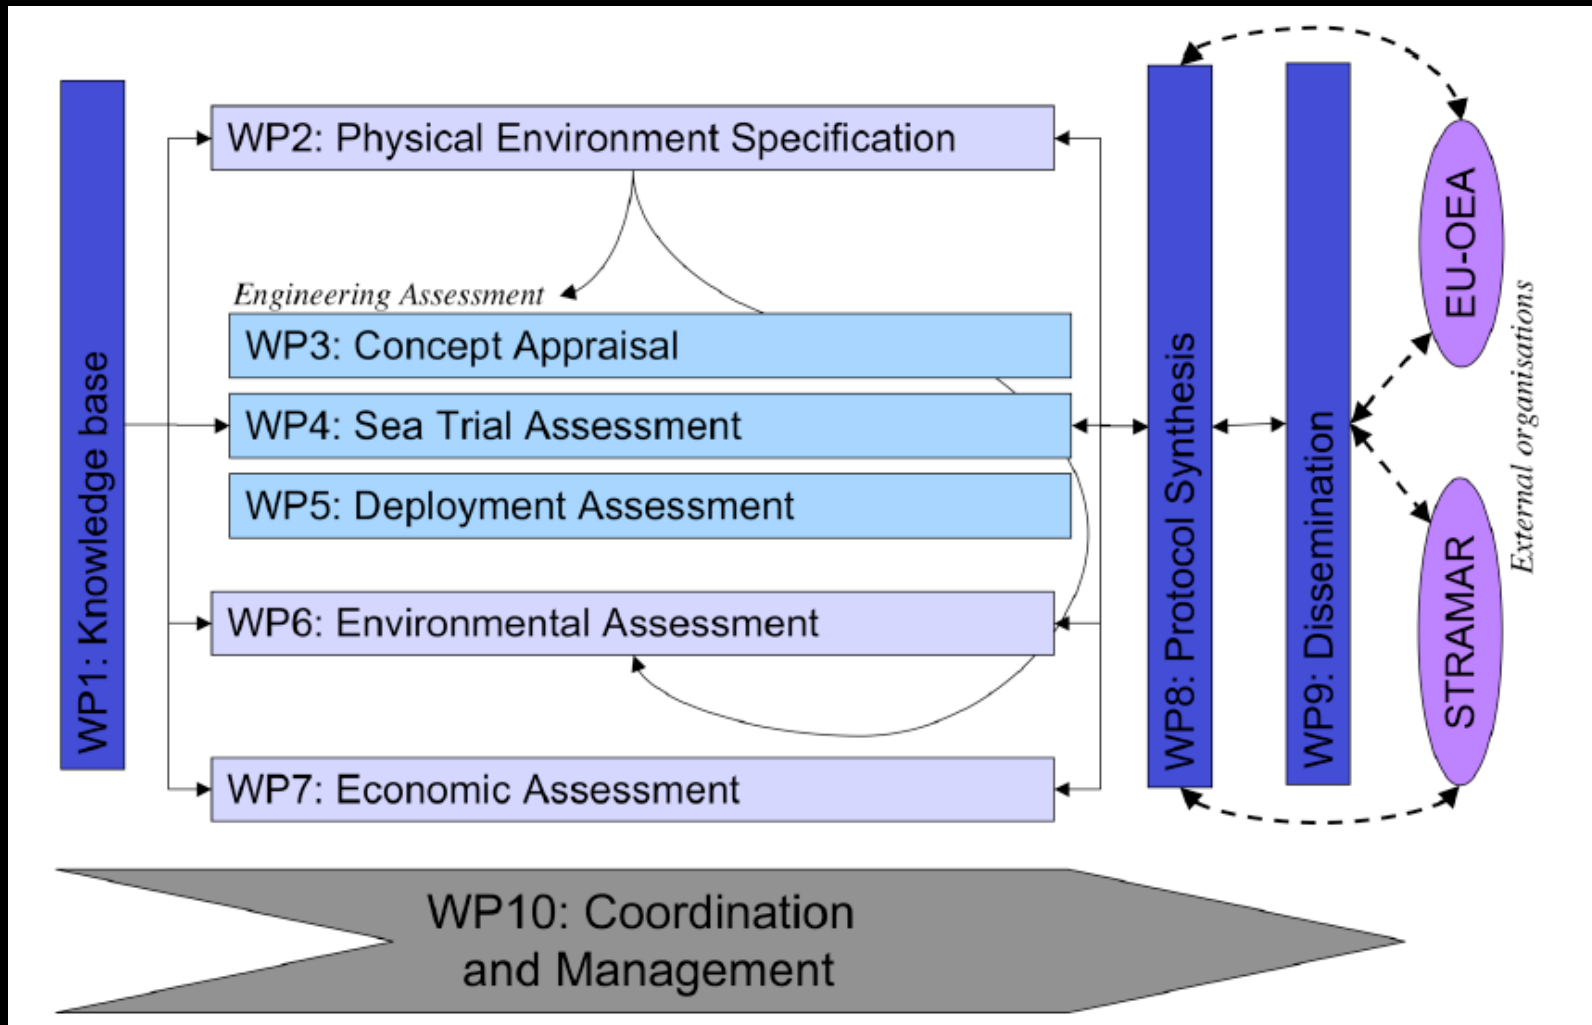 WP1: Knowledge base
WP2: Physical Environment Specification
Engineering Assessment
WP3: Concept Appraisal
WP4: Sea Trial Assessment
WP5: Deployment Assessment
WP6: Environmental Assessment
WP7: Economic Assessment
WP8: Protocol Synthesis
WP9: Dissemination
EU-OEA
STRAMAR
External organisations
WP10: Coordination
and Management